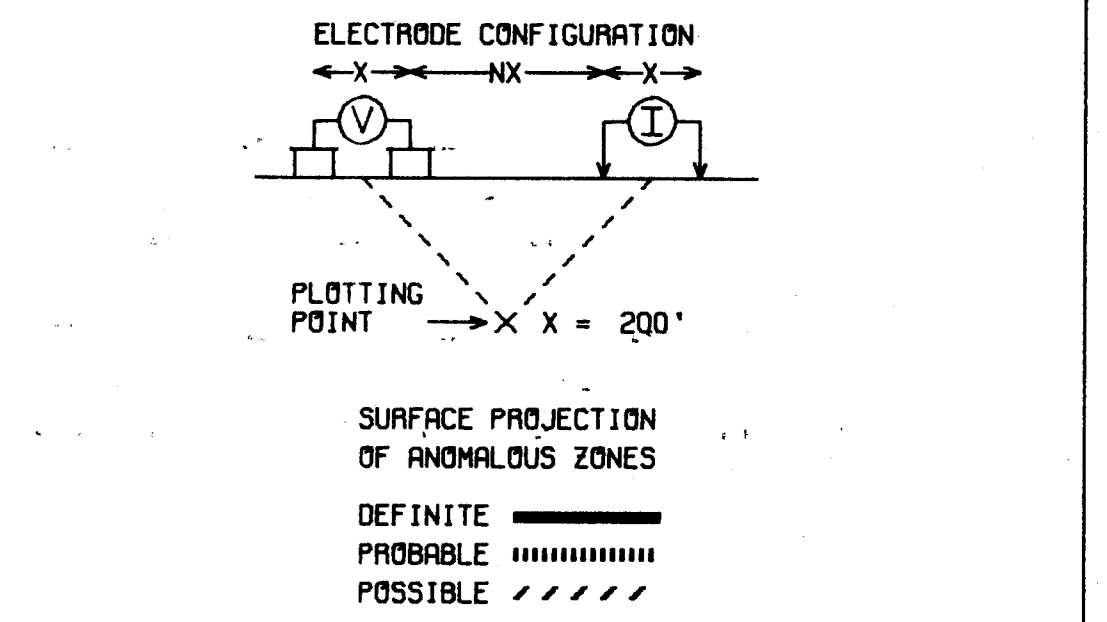 ELECTRODE CONFIGURATION
X NX X
V I
PLOTTING
POINT X X = 200'
SURFACE PROJECTION
OF ANOMALOUS ZONES
DEFINITE
PROBABLE
POSSIBLE